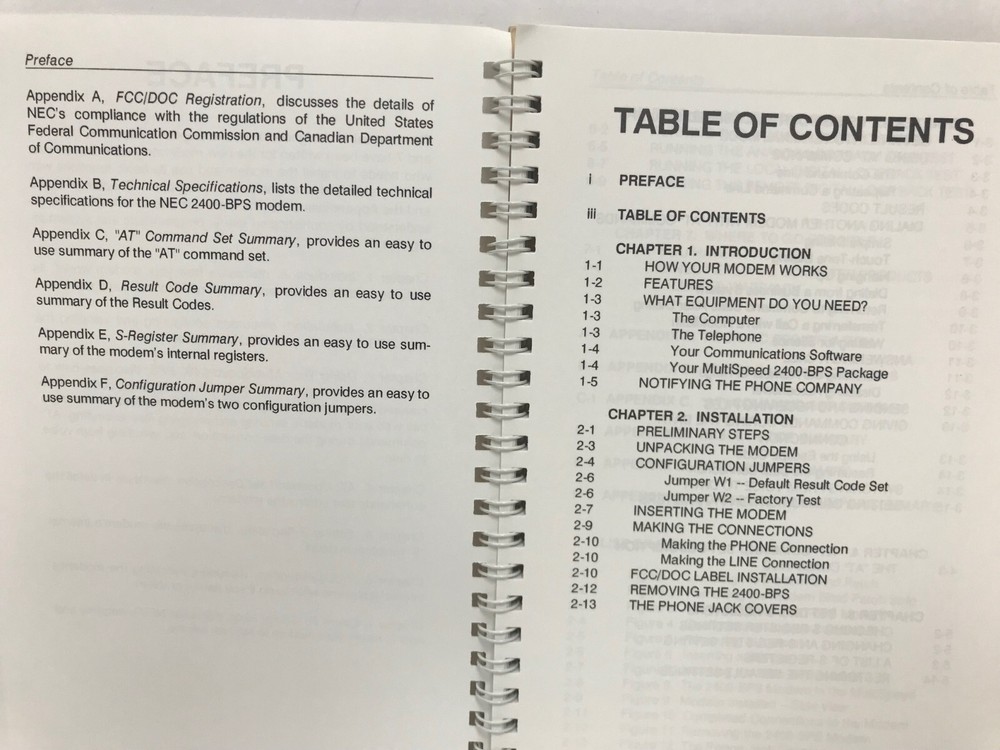 Preface
Appendix A, FCC/DOC Registration, discusses the details of
NEC's compliance with the regulations of the United States
Federal Communication Commission and Canadian Department
of Communications.
Appendix B, Technical Specifications, lists the detailed technical
specifications for the NEC 2400-BPS modem.
Appendix C, "AT" Command Set Summary, provides an easy to
use summary of the "AT" command set.
Appendix D, Result Code Summary, provides an easy to use
summary of the Result Codes.
Appendix E, S-Register Summary, provides an easy to use sum-
mary of the modem's internal registers.
Appendix F, Configuration Jumper Summary, provides an easy to
use summary of the modem's two configuration jumpers.
TABLE OF CONTENTS
i PREFACE
iii TABLE OF CONTENTS
CHAPTER 1. INTRODUCTION
1-1 HOW YOUR MODEM WORKS
1-2 FEATURES
1-3 WHAT EQUIPMENT DO YOU NEED?
1-3 The Computer
1-3 The Telephone
1-4 Your Communications Software
1-4 Your MultiSpeed 2400-BPS Package
1-5 NOTIFYING THE PHONE COMPANY
CHAPTER 2. INSTALLATION
2-1 PRELIMINARY STEPS
2-3 UNPACKING THE MODEM
2-4 CONFIGURATION JUMPERS
2-6 Jumper W1 -- Default Result Code Set
2-6 Jumper W2 -- Factory Test
2-7 INSERTING THE MODEM
2-9 MAKING THE CONNECTIONS
2-10 Making the PHONE Connection
2-10 Making the LINE Connection
2-10 FCC/DOC LABEL INSTALLATION
2-12 REMOVING THE 2400-BPS
2-13 THE PHONE JACK COVERS